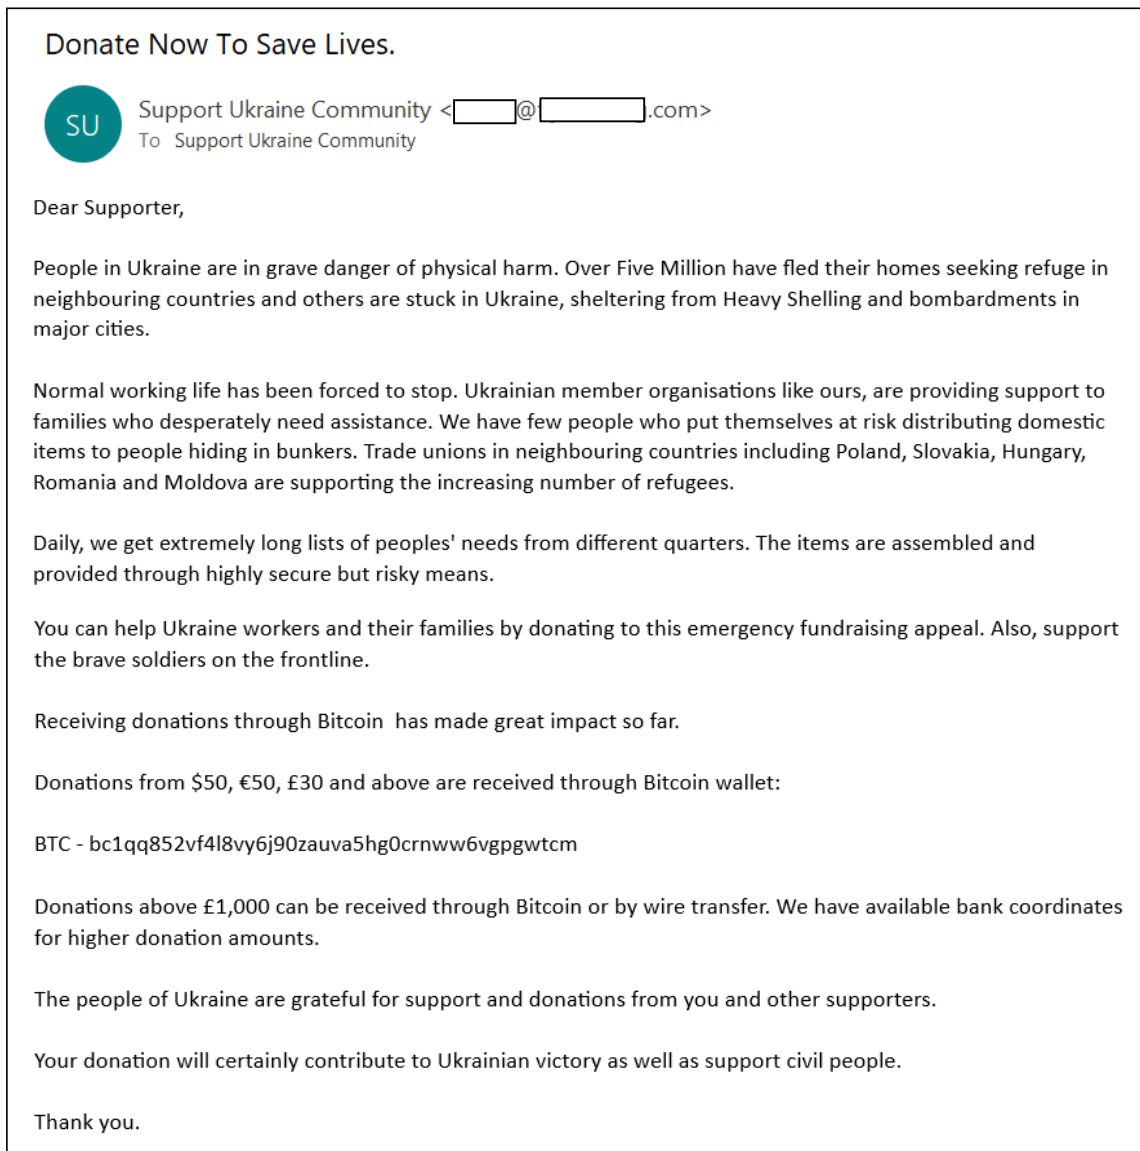 Donate Now To Save Lives.
SU
Support Ukraine Community < @ .com>
To Support Ukraine Community
Dear Supporter,
People in Ukraine are in grave danger of physical harm. Over Five Million have fled their homes seeking refuge in
neighbouring countries and others are stuck in Ukraine, sheltering from Heavy Shelling and bombardments in
major cities.
Normal working life has been forced to stop. Ukrainian member organisations like ours, are providing support to
families who desperately need assistance. We have few people who put themselves at risk distributing domestic
items to people hiding in bunkers. Trade unions in neighbouring countries including Poland, Slovakia, Hungary,
Romania and Moldova are supporting the increasing number of refugees.
Daily, we get extremely long lists of peoples' needs from different quarters. The items are assembled and
provided through highly secure but risky means.
You can help Ukraine workers and their families by donating to this emergency fundraising appeal. Also, support
the brave soldiers on the frontline.
Receiving donations through Bitcoin has made great impact so far.
Donations from $50, €50, £30 and above are received through Bitcoin wallet:
BTC - bc1qq852vf4l8vy6j90zauva5hg0crnww6vgpgwtcm
Donations above £1,000 can be received through Bitcoin or by wire transfer. We have available bank coordinates
for higher donation amounts.
The people of Ukraine are grateful for support and donations from you and other supporters.
Your donation will certainly contribute to Ukrainian victory as well as support civil people.
Thank you.